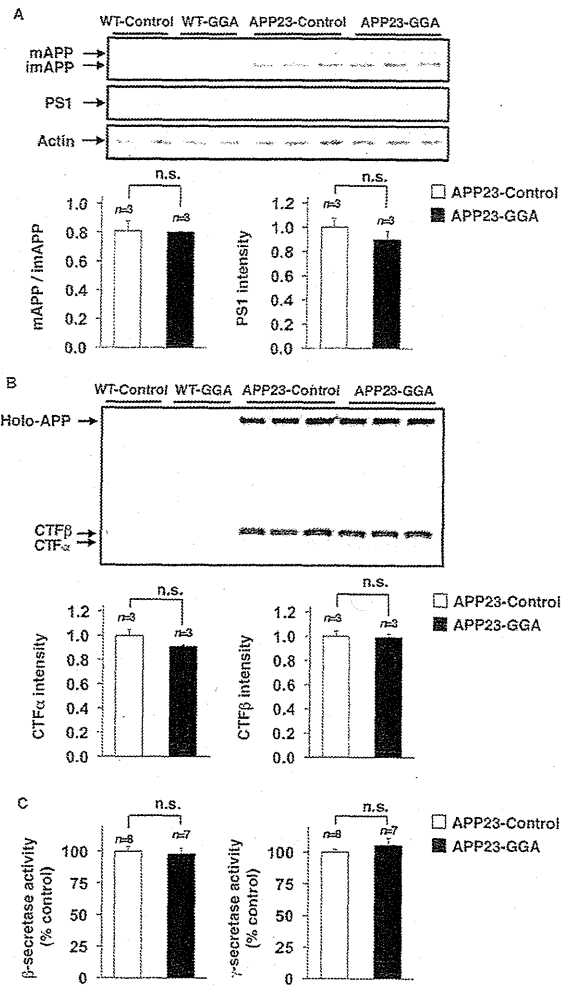 A
WT-Control WT-GGA APP23-Control APP23-GGA
mAPP
imAPP
PS1
Actin
n.s.
n=3 n=3
mAPP / imAPP
1.0
0.8
0.6
0.4
0.2
0.0
n.s.
n=3 n=3
PS1 intensity
1.2
1.0
0.8
0.6
0.4
0.2
0.0
APP23-Control
APP23-GGA
B
WT-Control WT-GGA APP23-Control APP23-GGA
Holo-APP
CTFβ
CTFα
n.s.
n=3 n=3
CTFα intensity
1.2
1.0
0.8
0.6
0.4
0.2
0.0
n.s.
n=3 n=3
CTFβ intensity
1.2
1.0
0.8
0.6
0.4
0.2
0.0
APP23-Control
APP23-GGA
C
n.s.
n=8 n=7
β-secretase activity
(% control)
100
75
50
25
0
n.s.
n=8 n=7
γ-secretase activity
(% control)
100
75
50
25
0
APP23-Control
APP23-GGA